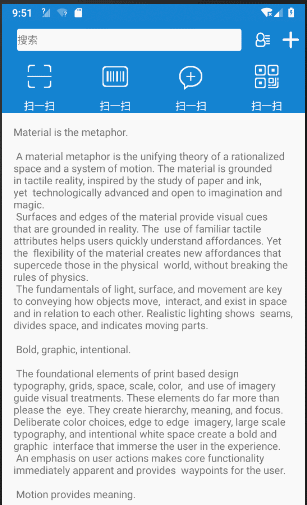 9:51
搜索
扫一扫 扫一扫 扫一扫 扫一扫
Material is the metaphor.
A material metaphor is the unifying theory of a rationalized
space and a system of motion. The material is grounded
in tactile reality, inspired by the study of paper and ink,
yet  technologically advanced and open to imagination and
magic.
Surfaces and edges of the material provide visual cues
that are grounded in reality. The  use of familiar tactile
attributes helps users quickly understand affordances. Yet
the  flexibility of the material creates new affordances that
supercede those in the physical  world, without breaking the
rules of physics.
The fundamentals of light, surface, and movement are key
to conveying how objects move,  interact, and exist in space
and in relation to each other. Realistic lighting shows  seams,
divides space, and indicates moving parts.
Bold, graphic, intentional.
The foundational elements of print based design
typography, grids, space, scale, color,  and use of imagery
guide visual treatments. These elements do far more than
please the  eye. They create hierarchy, meaning, and focus.
Deliberate color choices, edge to edge  imagery, large scale
typography, and intentional white space create a bold and
graphic  interface that immerse the user in the experience.
An emphasis on user actions makes core functionality
immediately apparent and provides  waypoints for the user.
Motion provides meaning.